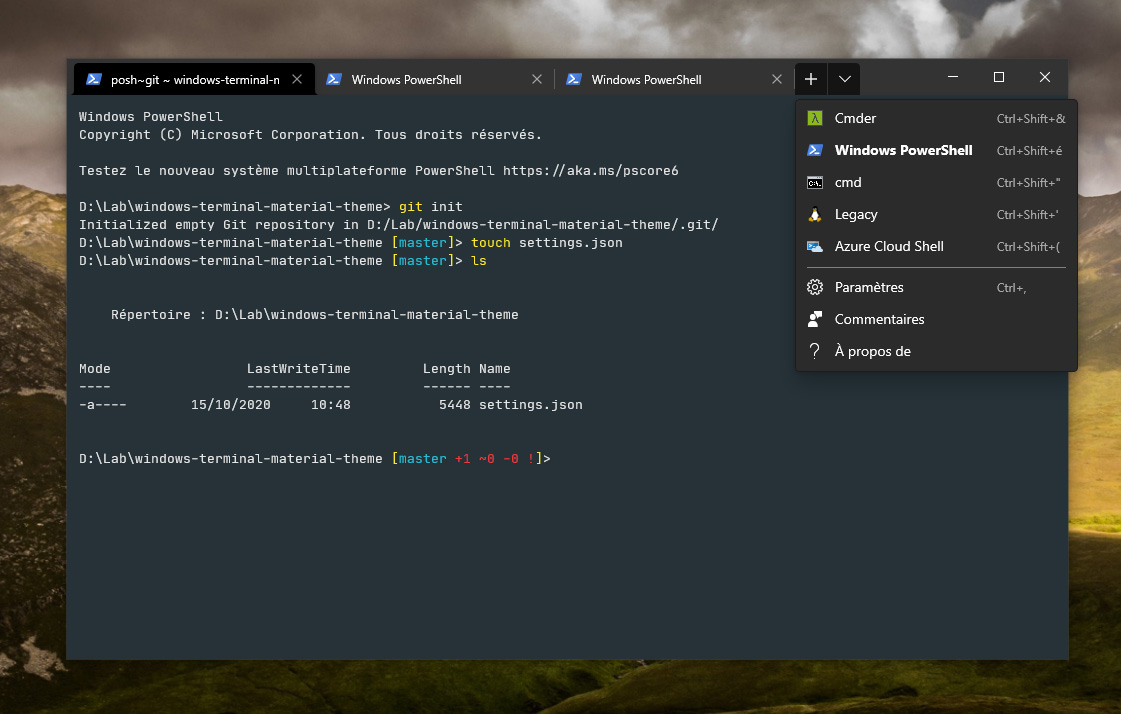 posh~git ~ windows-terminal-n
Windows PowerShell
Windows PowerShell
Windows PowerShell
Copyright (C) Microsoft Corporation. Tous droits réservés.
Testez le nouveau système multiplateforme PowerShell https://aka.ms/pscore6
D:\Lab\windows-terminal-material-theme> git init
Initialized empty Git repository in D:/Lab/windows-terminal-material-theme/.git/
D:\Lab\windows-terminal-material-theme [master]> touch settings.json
D:\Lab\windows-terminal-material-theme [master]> ls
Répertoire : D:\Lab\windows-terminal-material-theme
Mode LastWriteTime Length Name
---- ------------- ------ ----
-a---- 15/10/2020 10:48 5448 settings.json
D:\Lab\windows-terminal-material-theme [master +1 ~0 -0 !]>
λ Cmder Ctrl+Shift+&
Windows PowerShell Ctrl+Shift+é
C:\. cmd Ctrl+Shift+"
Legacy Ctrl+Shift+'
Azure Cloud Shell Ctrl+Shift+(
Paramètres Ctrl+,
Commentaires
? À propos de